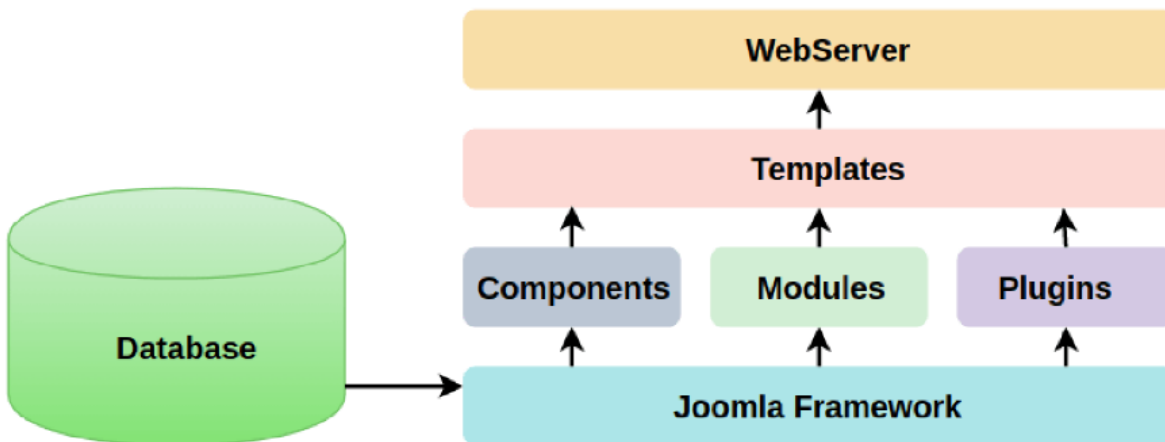 WebServer
Templates
Components
Modules
Plugins
Database
Joomla Framework